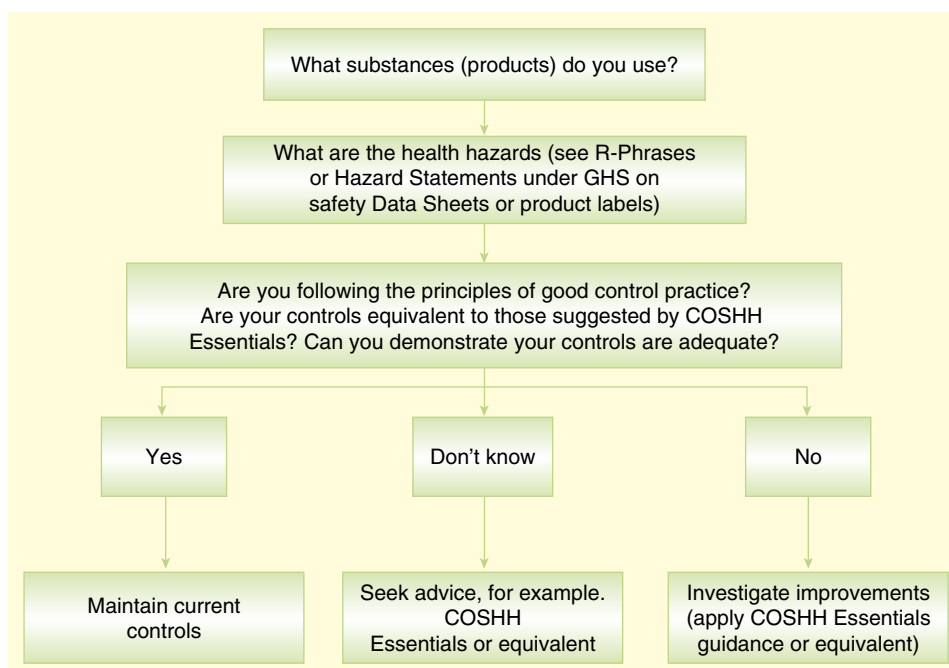 What substances (products) do you use?
What are the health hazards (see R-Phrases
or Hazard Statements under GHS on
safety Data Sheets or product labels)
Are you following the principles of good control practice?
Are your controls equivalent to those suggested by COSHH
Essentials? Can you demonstrate your controls are adequate?
Yes
Don't know
No
Maintain current
controls
Seek advice, for example.
COSHH
Essentials or equivalent
Investigate improvements
(apply COSHH Essentials
guidance or equivalent)